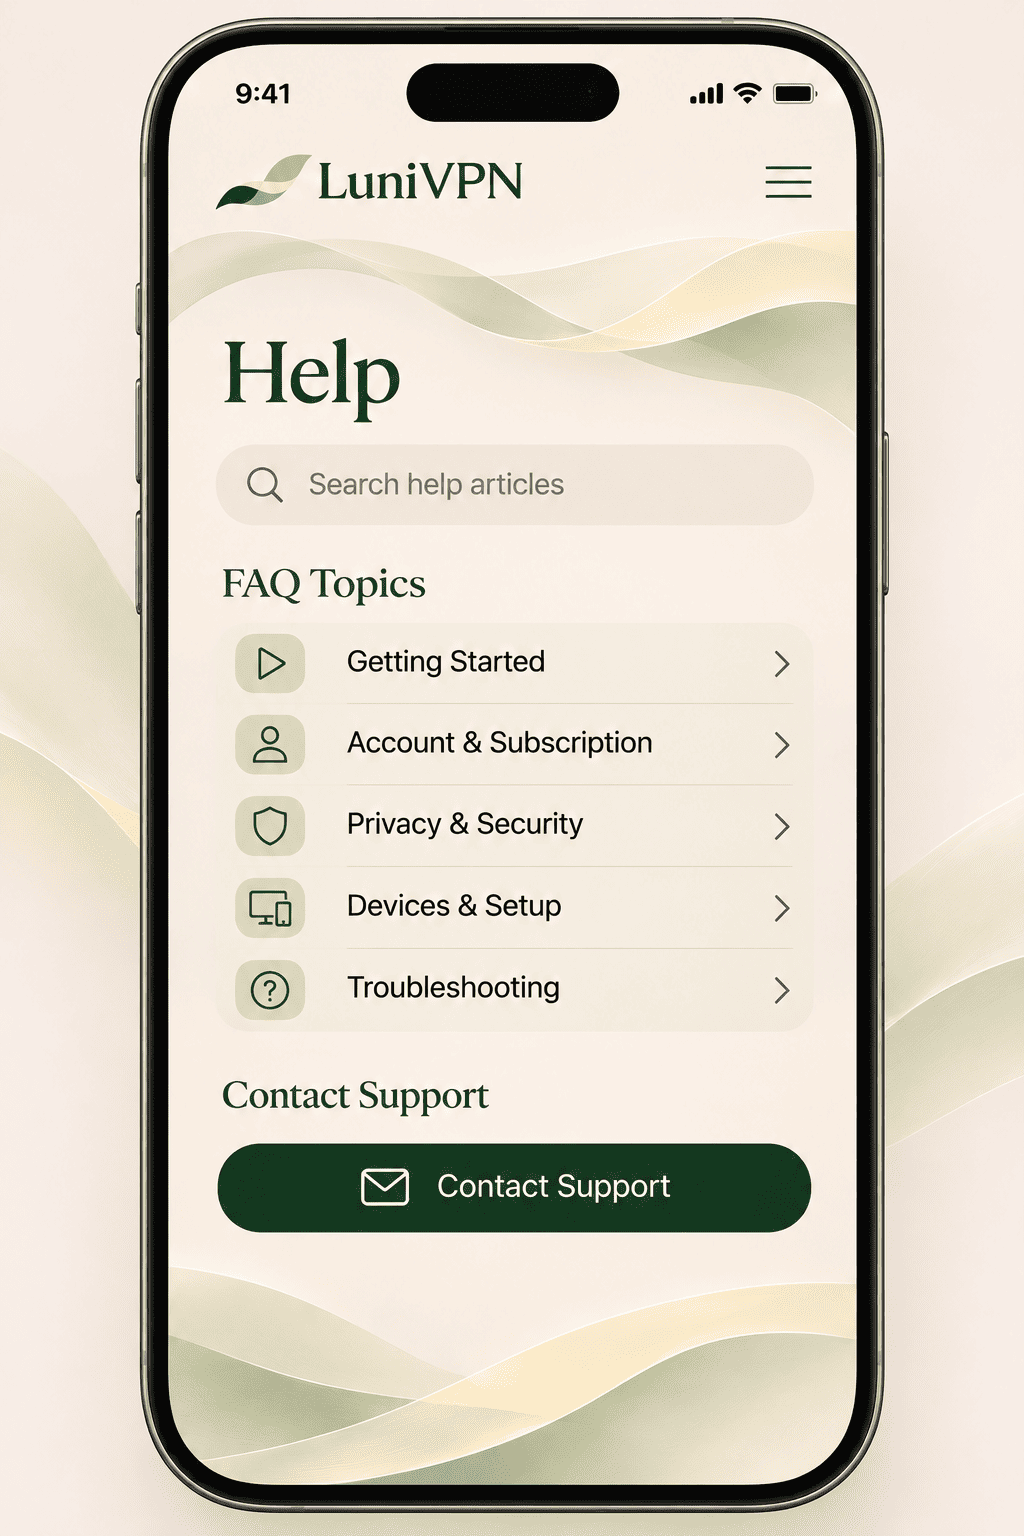 9:41
LuniVPN
Help
Search help articles
FAQ Topics
Getting Started
Account & Subscription
Privacy & Security
Devices & Setup
?
Troubleshooting
Contact Support
Contact Support